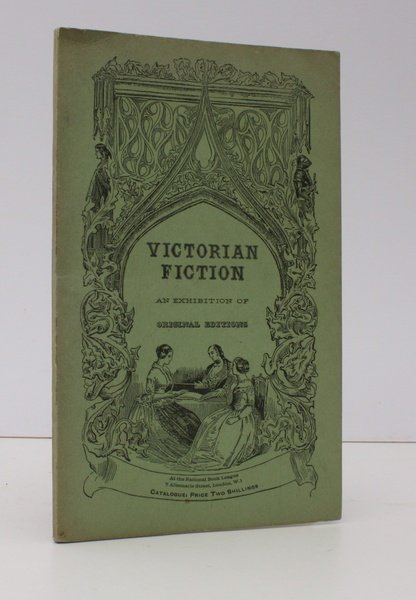 VICTORIAN
FICTION
AN EXHIBITION OF
ORIGINAL EDITIONS
At the National Book League
7 Albemarle Street, London, W.1
CATALOGUE: PRICE TWO SHILLINGS